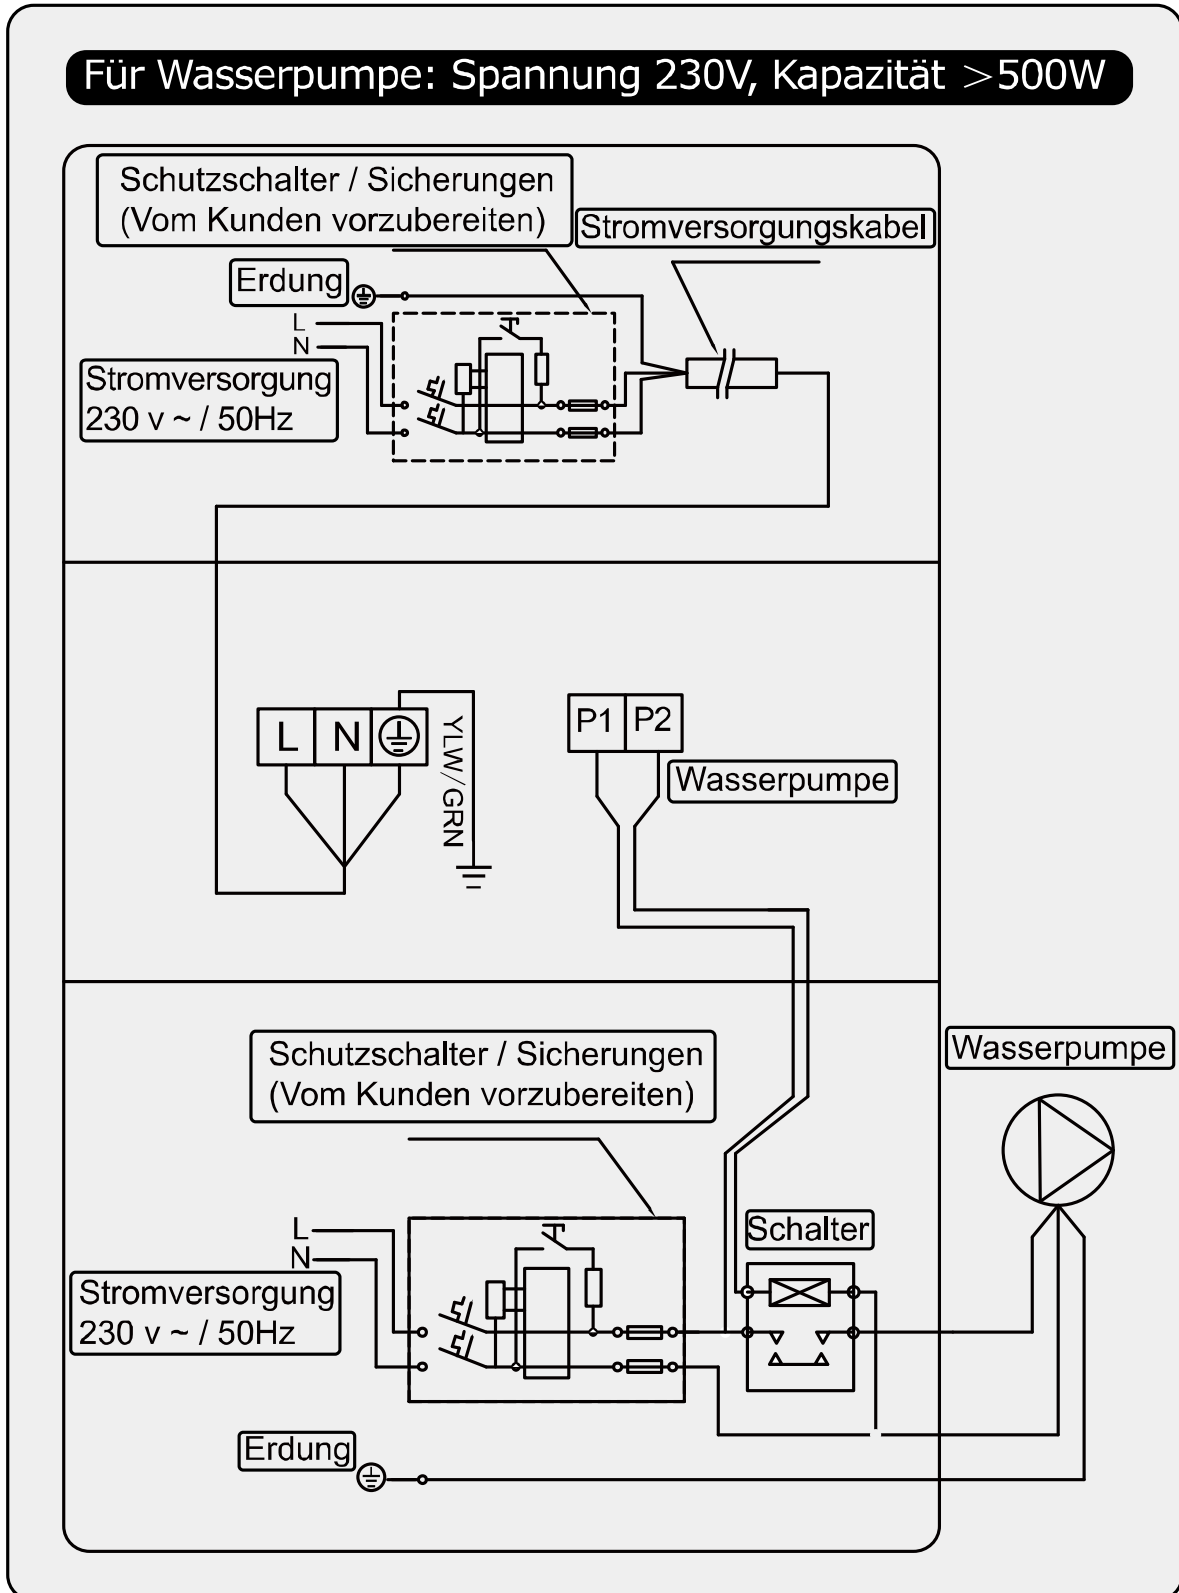 Für Wasserpumpe: Spannung 230V, Kapazität >500W
Schutzschalter / Sicherungen
(Vom Kunden vorzubereiten)
Stromversorgungskabel
Erdung
L
N
Stromversorgung
230 v ~ / 50Hz
L N
YLW/GRN
P1 P2
Wasserpumpe
Schutzschalter / Sicherungen
(Vom Kunden vorzubereiten)
Wasserpumpe
Schalter
L
N
Stromversorgung
230 v ~ / 50Hz
Erdung